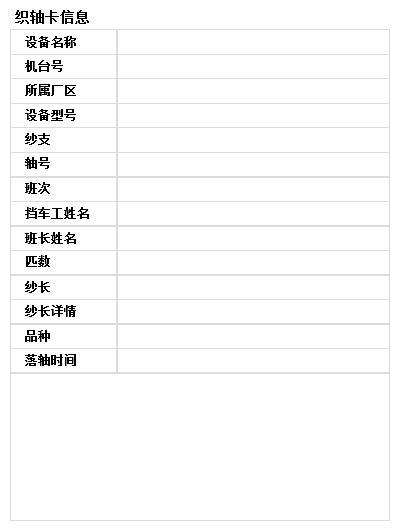 织轴卡信息
设备名称
机台号
所属厂区
设备型号
纱支
轴号
班次
挡车工姓名
班长姓名
匹数
纱长
纱长详情
品种
落轴时间